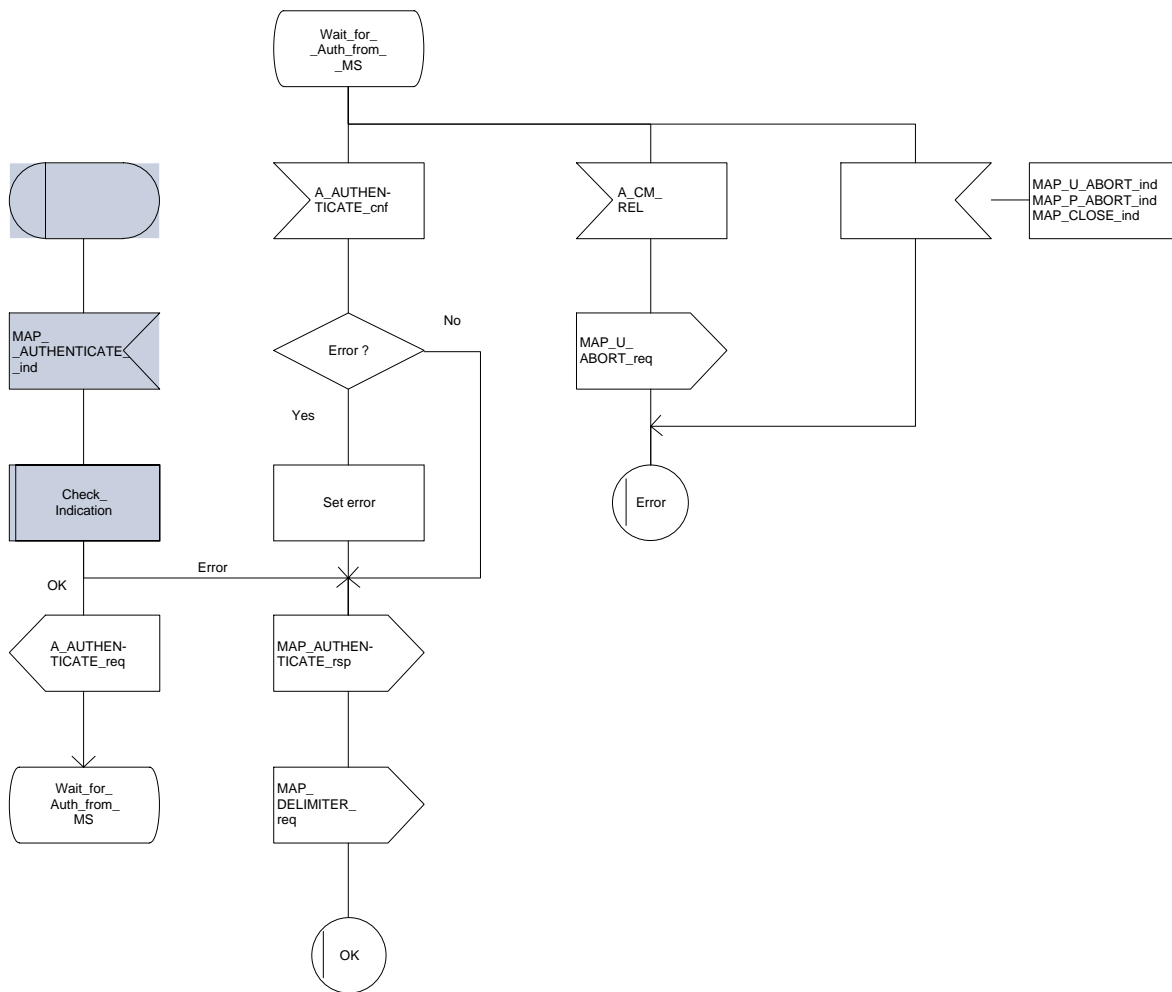 Wait_for_
_Auth_from_
_MS
A_AUTHEN-
TICATE_cnf
A_CM_
REL
MAP_U_ABORT_ind
MAP_P_ABORT_ind
MAP_CLOSE_ind
MAP_
_AUTHENTICATE_
_ind
Error ?
No
Yes
MAP_U_
ABORT_req
Check_
Indication
Set error
Error
OK
Error
A_AUTHEN-
TICATE_req
MAP_AUTHEN-
TICATE_rsp
Wait_for_
Auth_from_
MS
MAP_
DELIMITER_
req
OK